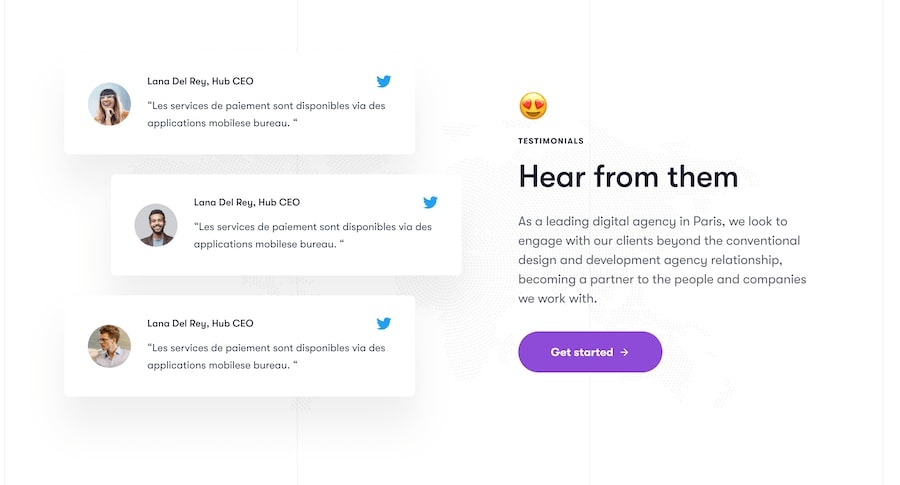 Lana Del Rey, Hub CEO
“Les services de paiement sont disponibles via des
applications mobilese bureau. “
Lana Del Rey, Hub CEO
“Les services de paiement sont disponibles via des
applications mobilese bureau. “
Lana Del Rey, Hub CEO
“Les services de paiement sont disponibles via des
applications mobilese bureau. “
TESTIMONIALS
Hear from them
As a leading digital agency in Paris, we look to
engage with our clients beyond the conventional
design and development agency relationship,
becoming a partner to the people and companies
we work with.
Get started →